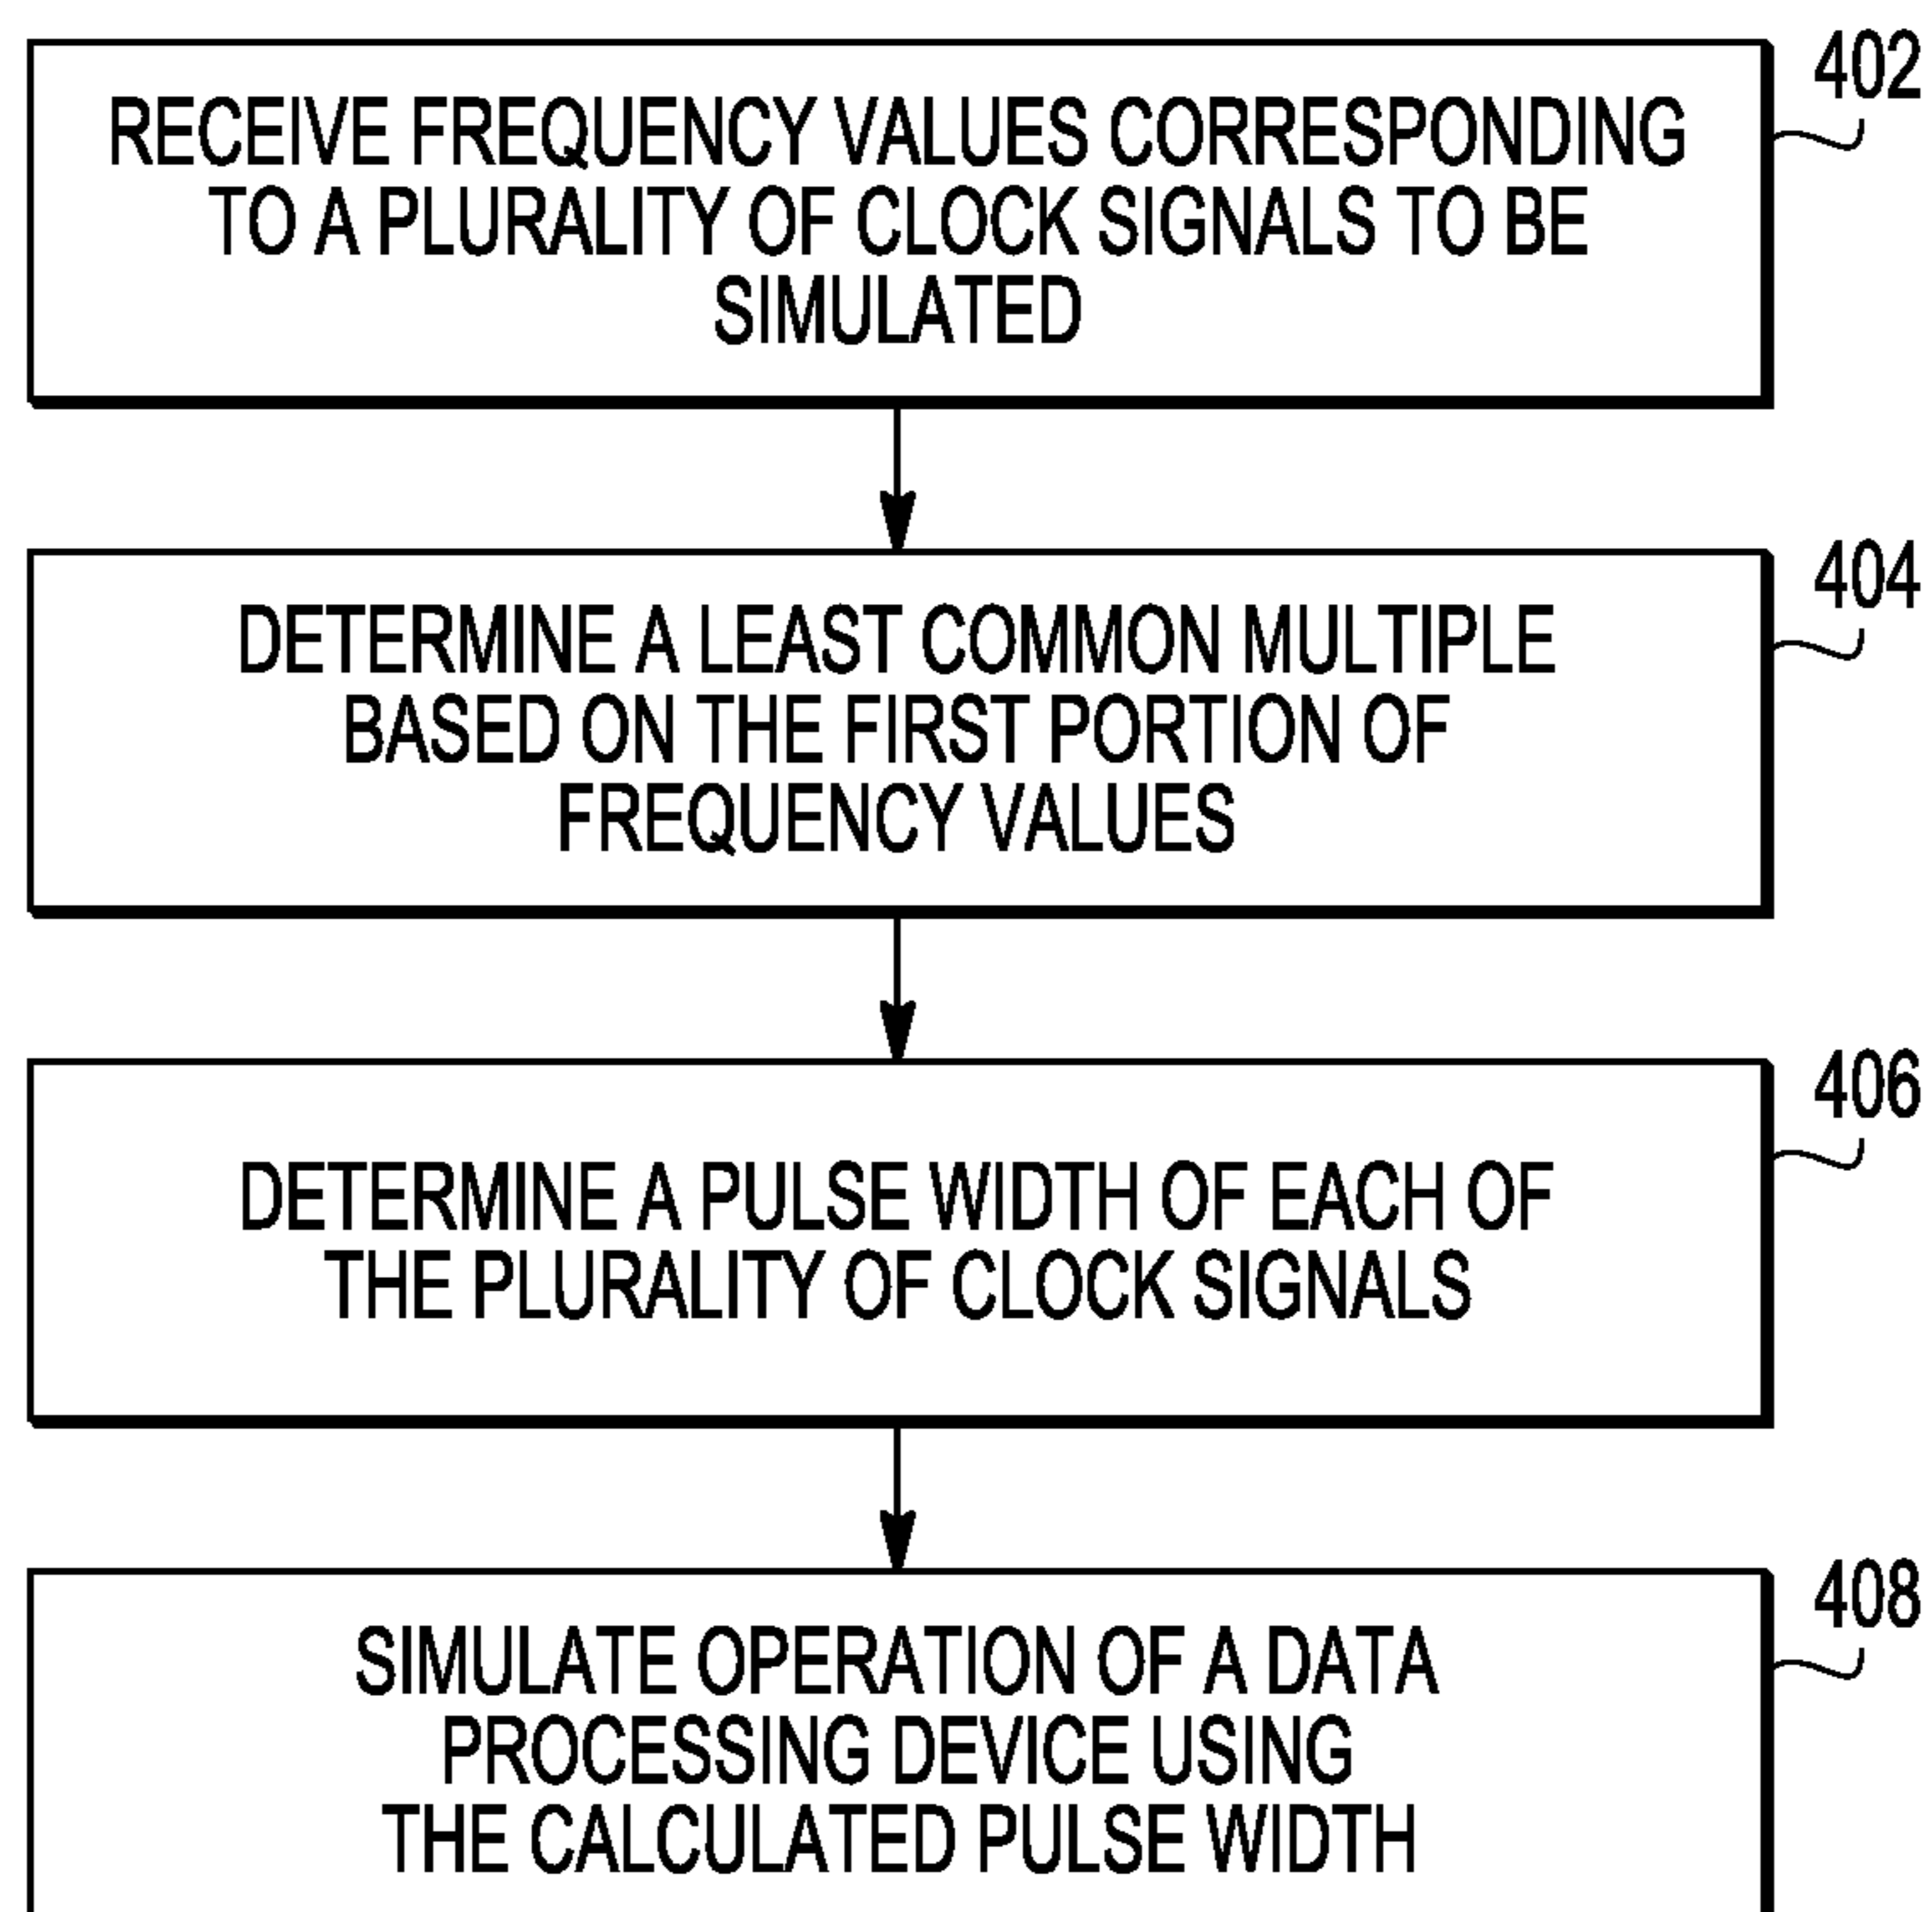 402
RECEIVE FREQUENCY VALUES CORRESPONDING
TO A PLURALITY OF CLOCK SIGNALS TO BE
SIMULATED
404
DETERMINE A LEAST COMMON MULTIPLE
BASED ON THE FIRST PORTION OF
FREQUENCY VALUES
406
DETERMINE A PULSE WIDTH OF EACH OF
THE PLURALITY OF CLOCK SIGNALS
408
SIMULATE OPERATION OF A DATA
PROCESSING DEVICE USING
THE CALCULATED PULSE WIDTH